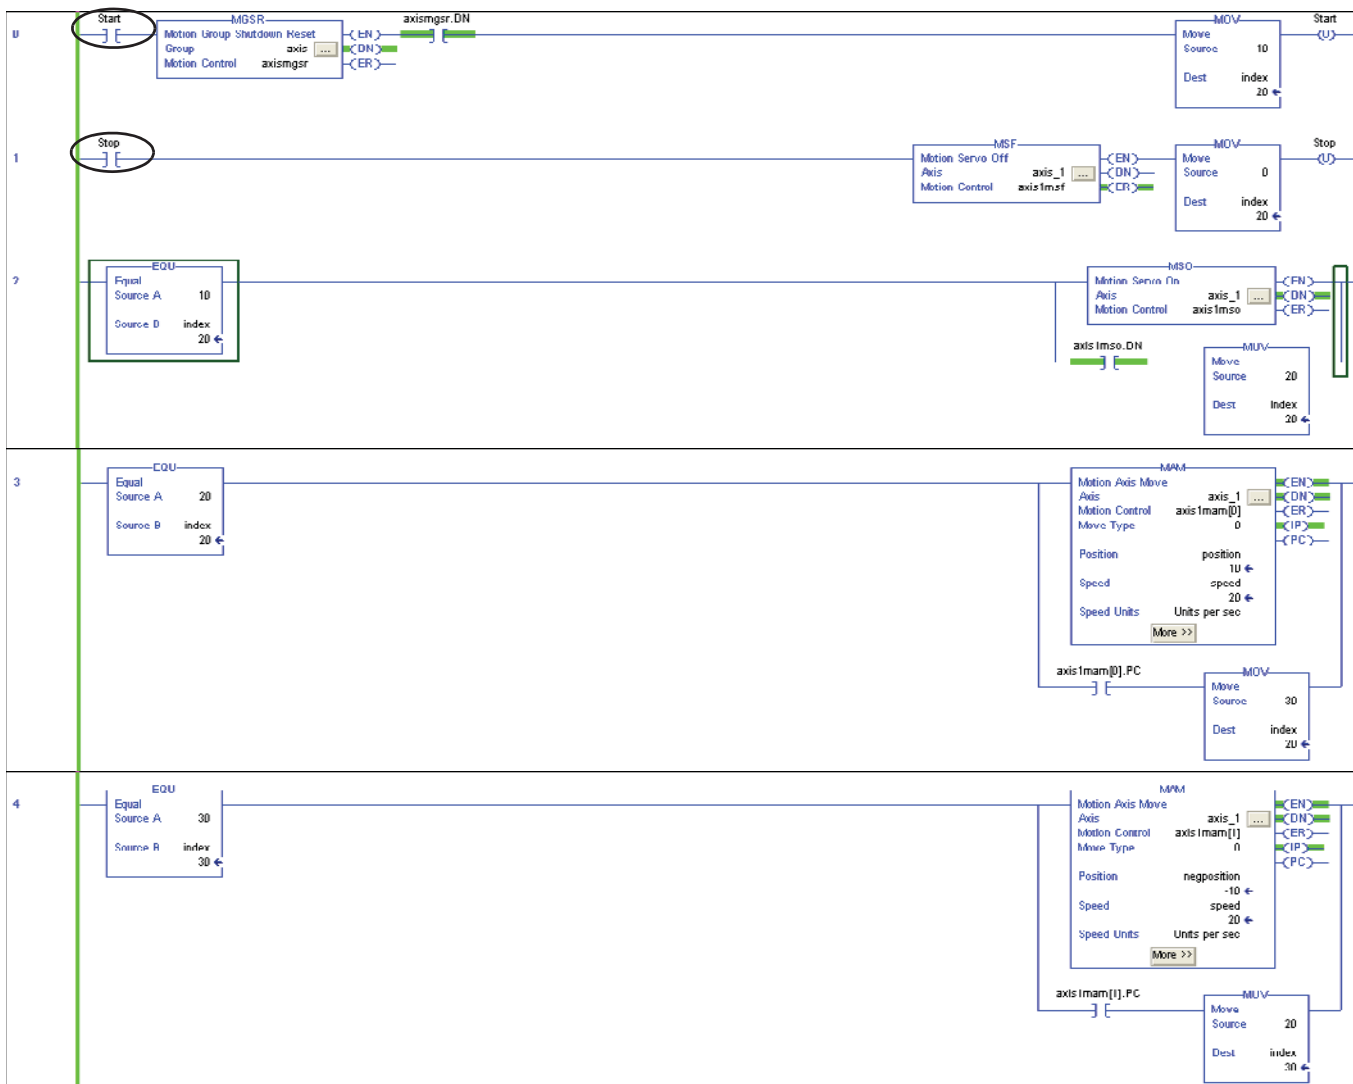 Start
0
MGSR
Motion Group Shutdown Reset
Group axis ...
Motion Control axismgsr
EN
DN
ER
axismgsr.DN
MOV
Move
Source 10
Dest index
20
Start
U
Stop
1
MSF
Motion Servo Off
Axis axis_1 ...
Motion Control axis1msf
EN
DN
ER
MOV
Move
Source 0
Dest index
20
Stop
U
2
EQU
Equal
Source A 10
Source B index
20
MSO
Motion Servo On
Axis axis_1 ...
Motion Control axis1mso
EN
DN
ER
axis1mso.DN
MOV
Move
Source 20
Dest index
20
3
EQU
Equal
Source A 20
Source B index
20
MAM
Motion Axis Move
Axis axis_1 ...
Motion Control axis1mam[0]
Move Type 0
Position position
10
Speed speed
20
Speed Units Units per sec
More >>
EN
DN
ER
IP
PC
axis1mam[0].PC
MOV
Move
Source 30
Dest index
20
4
EQU
Equal
Source A 30
Source B index
30
MAM
Motion Axis Move
Axis axis_1 ...
Motion Control axis1mam[1]
Move Type 0
Position negposition
-10
Speed speed
20
Speed Units Units per sec
More >>
EN
DN
ER
IP
PC
axis1mam[1].PC
MOV
Move
Source 20
Dest index
30